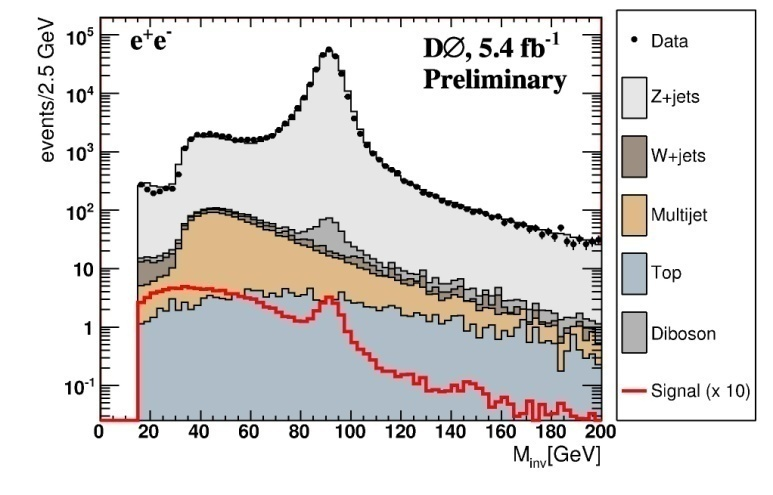 events/2.5 GeV
10⁵
10⁴
10³
10²
10
1
10⁻¹
e⁺e⁻
DØ, 5.4 fb⁻¹
Preliminary
0 20 40 60 80 100 120 140 160 180 200
M_inv[GeV]
Data
Z+jets
W+jets
Multijet
Top
Diboson
Signal (x 10)